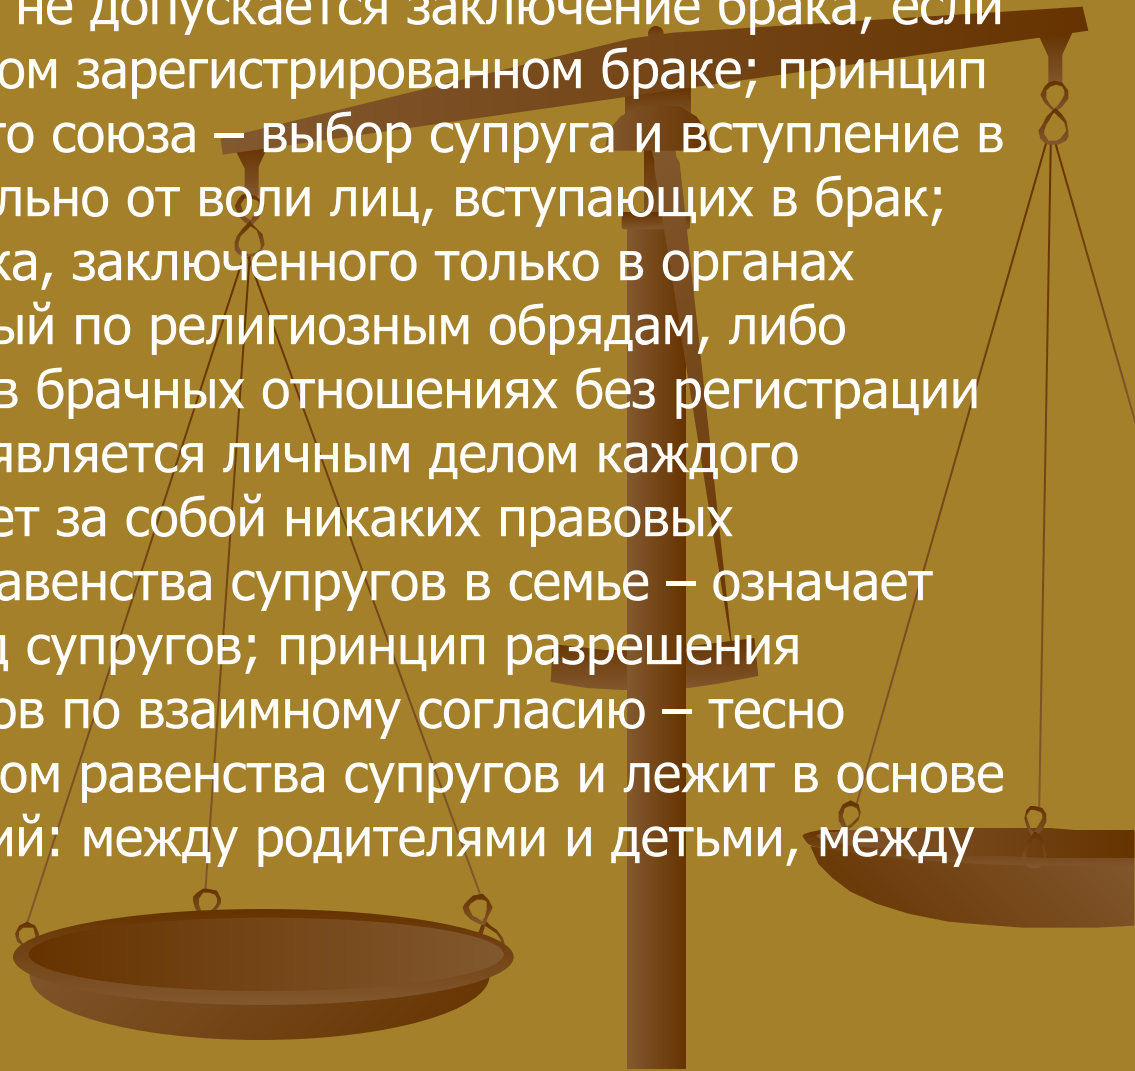 не допускается заключение брака, если
ом зарегистрированном браке; принцип
го союза – выбор супруга и вступление в
льно от воли лиц, вступающих в брак;
ка, заключенного только в органах
ый по религиозным обрядам, либо
в брачных отношениях без регистрации
является личным делом каждого
ет за собой никаких правовых
авенства супругов в семье – означает
д супругов; принцип разрешения
ов по взаимному согласию – тесно
ом равенства супругов и лежит в основе
ий: между родителями и детьми, между